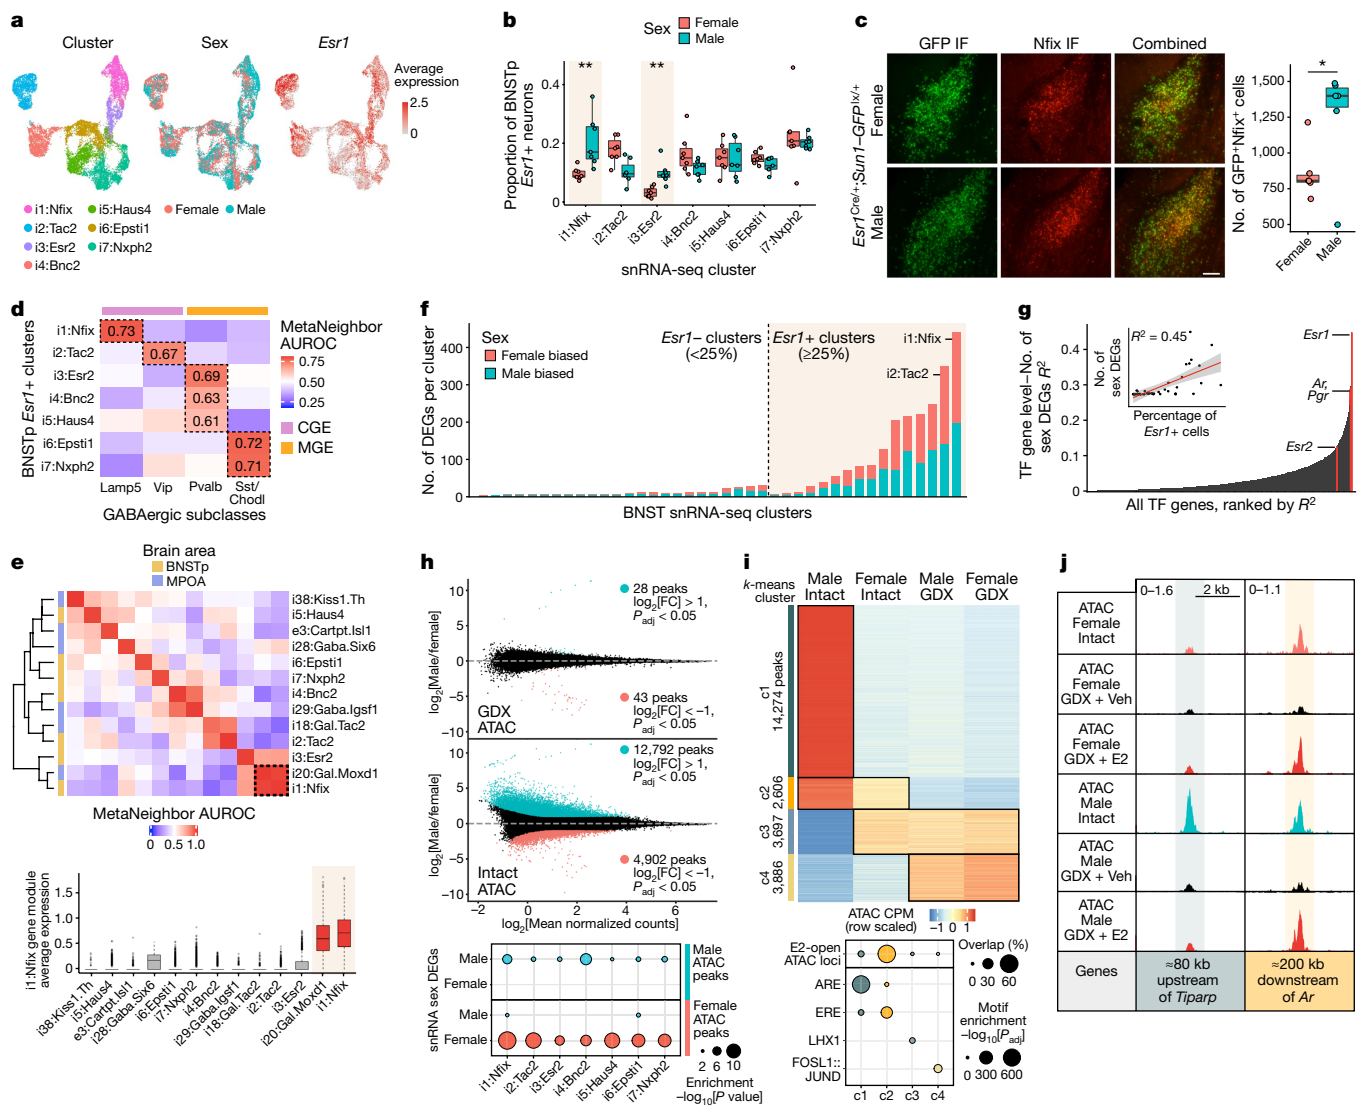 a
Cluster
Sex
Esr1
Average
expression
2.5
0
i1:Nfix
i2:Tac2
i3:Esr2
i4:Bnc2
i5:Haus4
i6:Epsti1
i7:Nxph2
Female
Male
b
Sex
Female
Male
Proportion of BNSTp
Esr1+ neurons
0.4
0.2
0
**
**
i1:Nfix
i2:Tac2
i3:Esr2
i4:Bnc2
i5:Haus4
i6:Epsti1
i7:Nxph2
snRNA-seq cluster
c
GFP IF
Nfix IF
Combined
Esr1Cre/+;Sun1–GFPlx/+
Female
Male
No. of GFP+Nfix+ cells
*
1,500
1,250
1,000
750
500
Female
Male
d
BNSTp Esr1+ clusters
i1:Nfix
i2:Tac2
i3:Esr2
i4:Bnc2
i5:Haus4
i6:Epsti1
i7:Nxph2
0.73
0.67
0.69
0.63
0.61
0.72
0.71
Lamp5
Vip
Pvalb
Sst/
Chodl
GABAergic subclasses
MetaNeighbor
AUROC
0.75
0.50
0.25
CGE
MGE
f
No. of DEGs per cluster
400
300
200
100
0
Sex
Female biased
Male biased
Esr1– clusters
(<25%)
Esr1+ clusters
(≥25%)
i1:Nfix
i2:Tac2
BNST snRNA-seq clusters
g
TF gene level–No. of
sex DEGs R2
0.4
0.3
0.2
0.1
0
R2 = 0.45
No. of
sex DEGs
Percentage of
Esr1+ cells
Esr1
Ar,
Pgr
Esr2
All TF genes, ranked by R2
e
Brain area
BNSTp
MPOA
i38:Kiss1.Th
i5:Haus4
e3:Cartpt.Isl1
i28:Gaba.Six6
i6:Epsti1
i7:Nxph2
i4:Bnc2
i29:Gaba.Igsf1
i18:Gal.Tac2
i2:Tac2
i3:Esr2
i20:Gal.Moxd1
i1:Nfix
MetaNeighbor AUROC
0 0.5 1.0
i1:Nfix gene module
average expression
1.5
1.0
0.5
0
i38:Kiss1.Th
i5:Haus4
e3:Cartpt.Isl1
i28:Gaba.Six6
i6:Epsti1
i7:Nxph2
i4:Bnc2
i29:Gaba.Igsf1
i18:Gal.Tac2
i2:Tac2
i3:Esr2
i20:Gal.Moxd1
i1:Nfix
h
log2[Male/female]
10
5
0
−5
−10
28 peaks
log2[FC] > 1,
Padj < 0.05
43 peaks
log2[FC] < −1,
Padj < 0.05
GDX
ATAC
log2[Male/female]
10
5
0
−5
−10
12,792 peaks
log2[FC] > 1,
Padj < 0.05
4,902 peaks
log2[FC] < −1,
Padj < 0.05
Intact
ATAC
−2 0 2 4 6
log2[Mean normalized counts]
snRNA sex DEGs
Male
Female
Male
Female
Male
ATAC
peaks
Female
ATAC
peaks
i1:Nfix
i2:Tac2
i3:Esr2
i4:Bnc2
i5:Haus4
i6:Epsti1
i7:Nxph2
2 6 10
Enrichment
−log10[P value]
i
k-means
cluster
Male
Intact
Female
Intact
Male
GDX
Female
GDX
c1
14,274 peaks
c2
2,606
c3
3,697
c4
3,886
ATAC CPM
(row scaled)
−1 0 1
E2-open
ATAC loci
ARE
ERE
LHX1
FOSL1::
JUND
c1 c2 c3 c4
Overlap (%)
0 30 60
Motif
enrichment
−log10[Padj]
0 300 600
j
0–1.6
2 kb
0–1.1
ATAC
Female
Intact
ATAC
Female
GDX + Veh
ATAC
Female
GDX + E2
ATAC
Male
Intact
ATAC
Male
GDX + Veh
ATAC
Male
GDX + E2
Genes
≈80 kb
upstream
of Tiparp
≈200 kb
downstream
of Ar